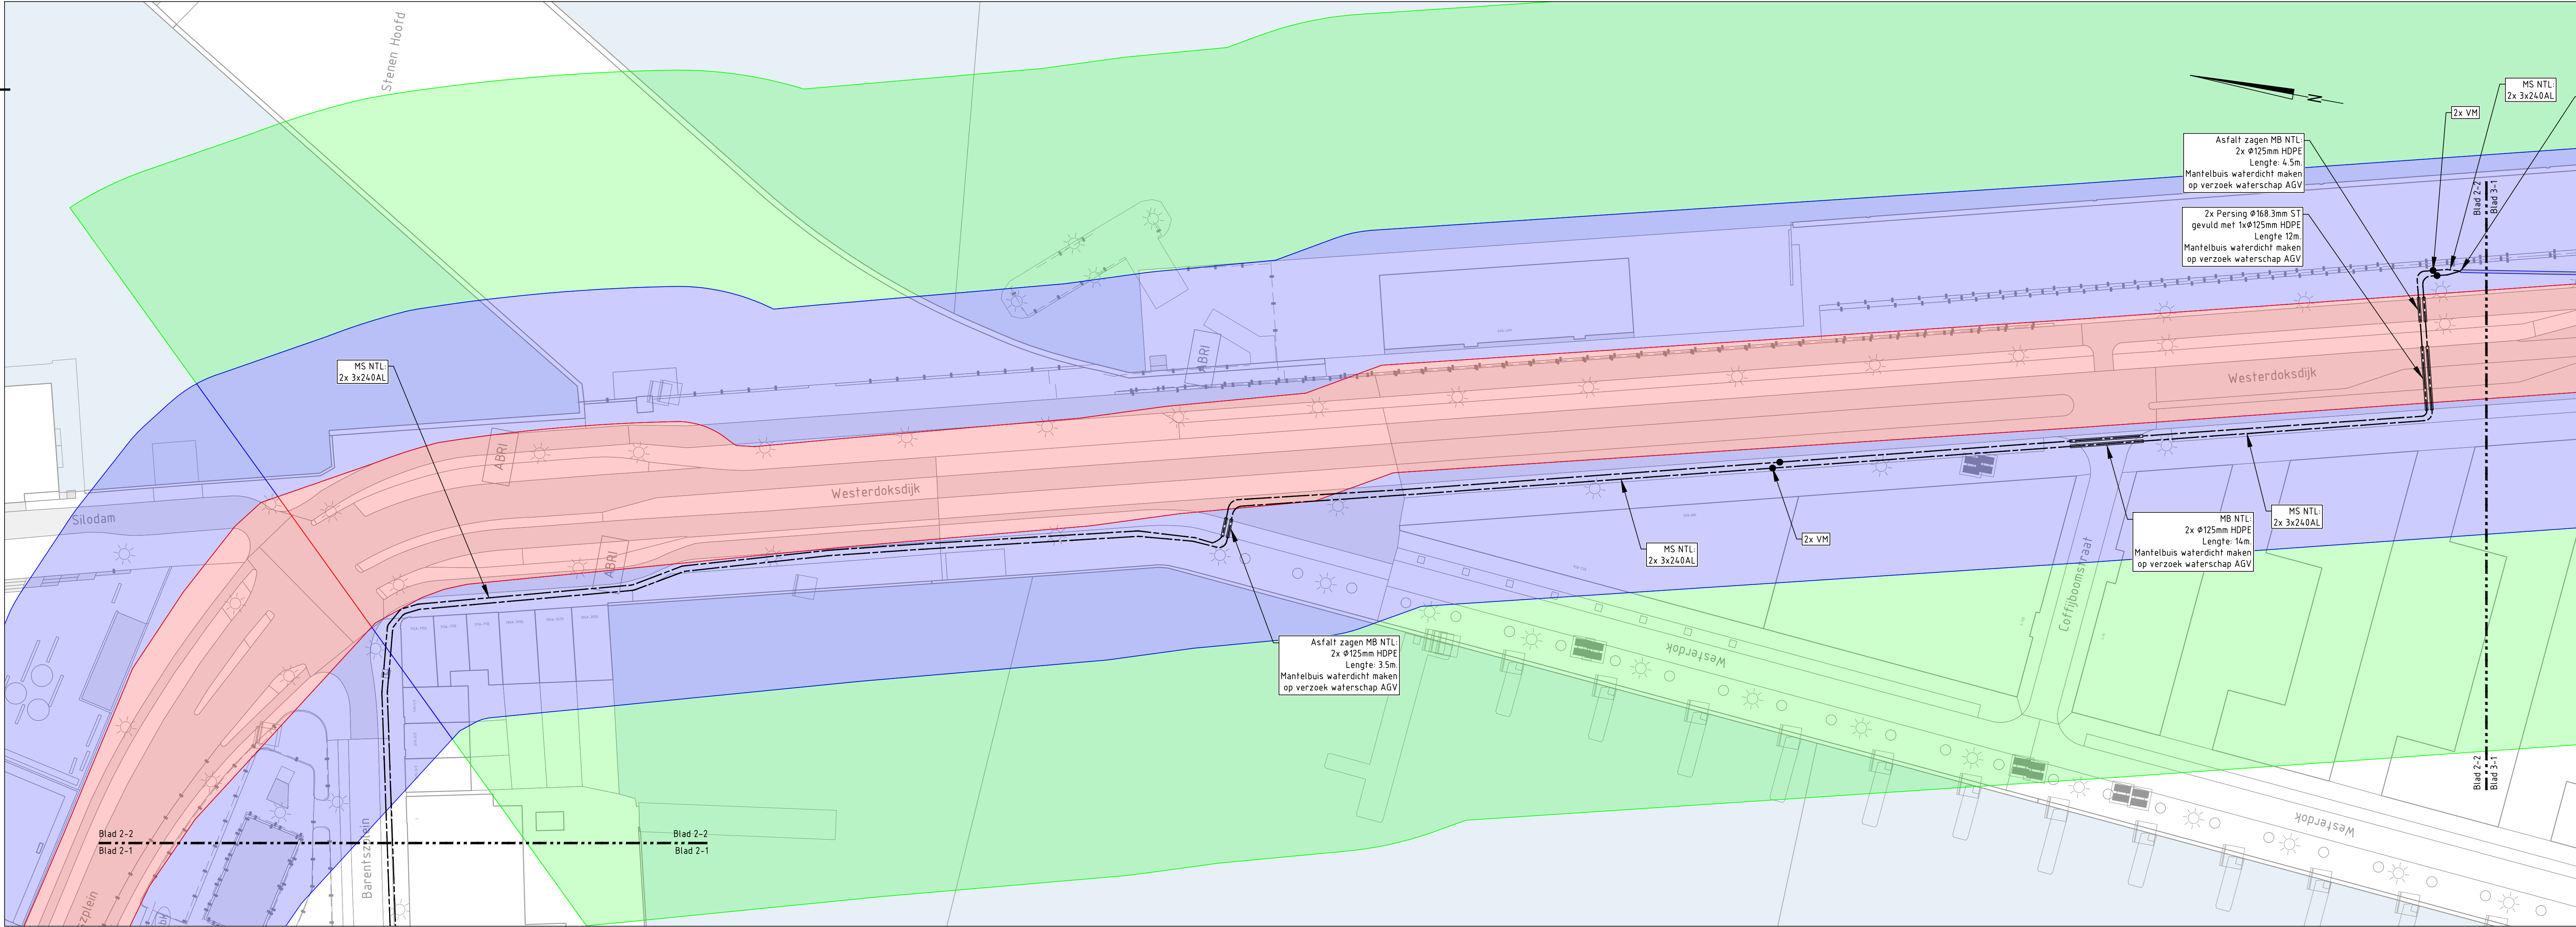 Stenen Hoofd
MS NTL:
2x 3x240AL
2x VM
Asfalt zagen MB NTL:
2x Ø125mm HDPE
Lengte: 4.5m.
Mantelbuis waterdicht maken
op verzoek waterschap AGV
N
Blad 2-2
Blad 3-1
2x Persing Ø168.3mm ST
gevuld met 1xØ125mm HDPE
Lengte 12m.
Mantelbuis waterdicht maken
op verzoek waterschap AGV
MS NTL:
2x 3x240AL
ABRI
ABRI
ABRI
Westerdoksdijk
Westerdoksdijk
Silodam
MS NTL:
2x 3x240AL
2x VM
MS NTL:
2x 3x240AL
MB NTL:
2x Ø125mm HDPE
Lengte: 14m.
Mantelbuis waterdicht maken
op verzoek waterschap AGV
Coffijboomstraat
Asfalt zagen MB NTL:
2x Ø125mm HDPE
Lengte: 3.5m.
Mantelbuis waterdicht maken
op verzoek waterschap AGV
Westerdok
Westerdok
Blad 2-2
Blad 3-1
Blad 2-2
Blad 2-1
Blad 2-2
Blad 2-1
Barentszplein
szplein